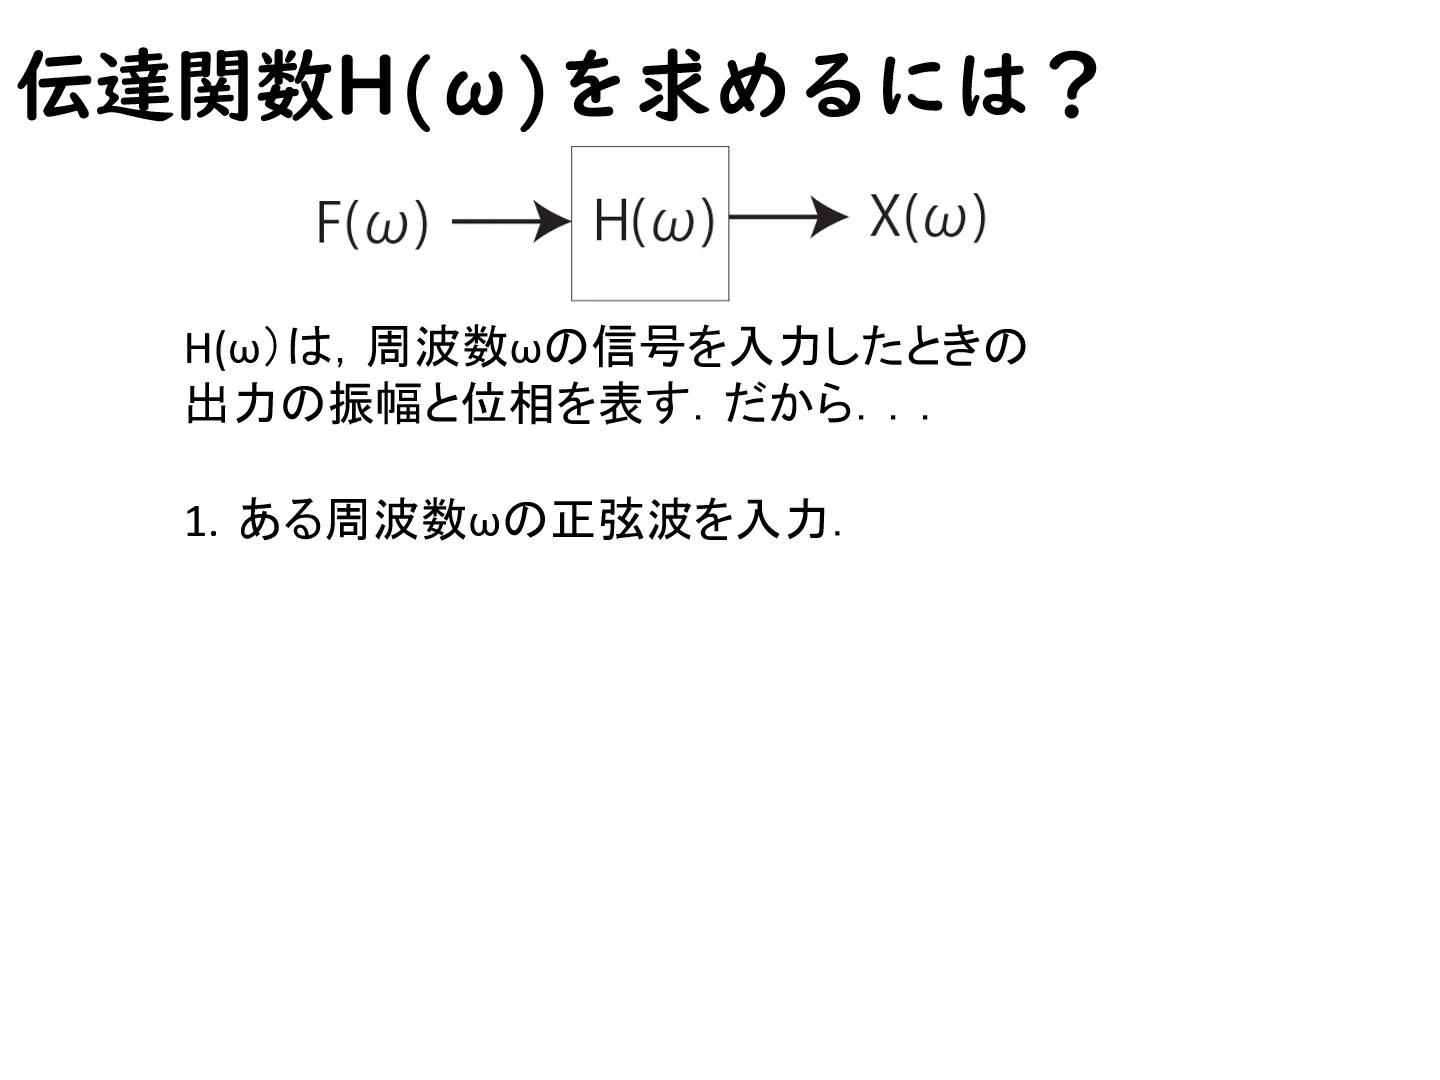 伝達関数H(ω)を求めるには？
F(ω) H(ω) X(ω)
H(ω）は，周波数ωの信号を入力したときの
出力の振幅と位相を表す．だから．．．
1. ある周波数ωの正弦波を入力．